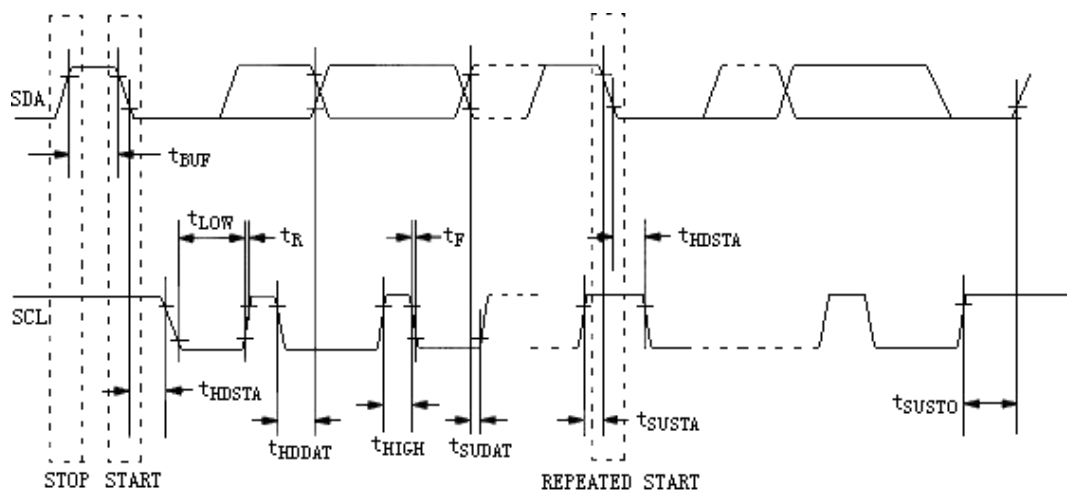 SDA
tBUF
tLOW
tR
tF
tHDSTA
SCL
tHDSTA
tHDDAT
tHIGH
tSUDAT
tSUSTA
tSUSTO
STOP START
REPEATED START